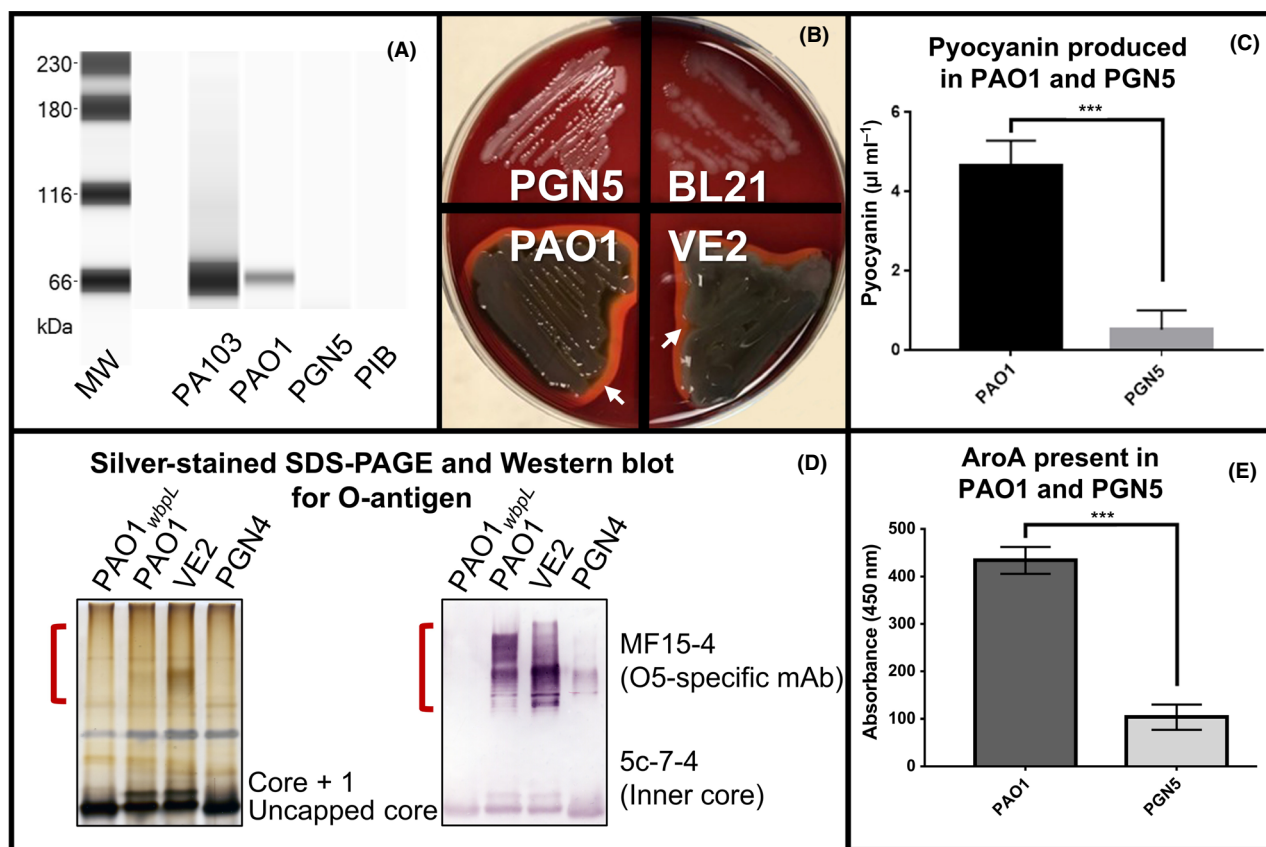 (A)
230-
180-
116-
66-
kDa
MW
PA103
PAO1
PGN5
PIB
(B)
PGN5
BL21
PAO1
VE2
(C)
Pyocyanin produced
in PAO1 and PGN5
***
Pyocyanin (µl ml⁻¹)
6
4
2
0
PAO1
PGN5
(D)
Silver-stained SDS-PAGE and Western blot
for O-antigen
PAO1wbpL
PAO1
VE2
PGN4
Core + 1
Uncapped core
PAO1wbpL
PAO1
VE2
PGN4
MF15-4
(O5-specific mAb)
5c-7-4
(Inner core)
(E)
AroA present in
PAO1 and PGN5
***
Absorbance (450 nm)
500
400
300
200
100
0
PAO1
PGN5